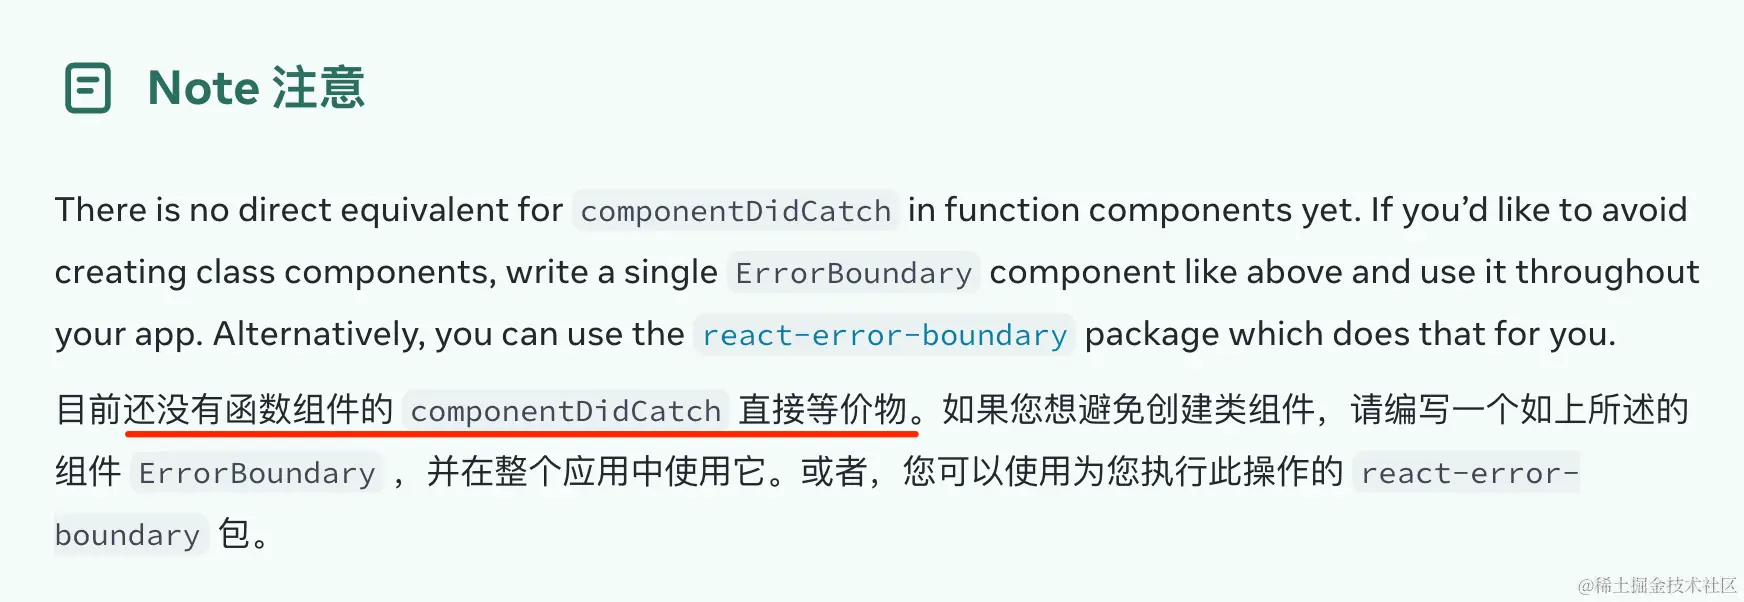 Note 注意
There is no direct equivalent for componentDidCatch in function components yet. If you’d like to avoid
creating class components, write a single ErrorBoundary component like above and use it throughout
your app. Alternatively, you can use the react-error-boundary package which does that for you.
目前还没有函数组件的 componentDidCatch 直接等价物。如果您想避免创建类组件，请编写一个如上所述的
组件 ErrorBoundary ，并在整个应用中使用它。或者，您可以使用为您执行此操作的 react-error-
boundary 包。
@稀土掘金技术社区